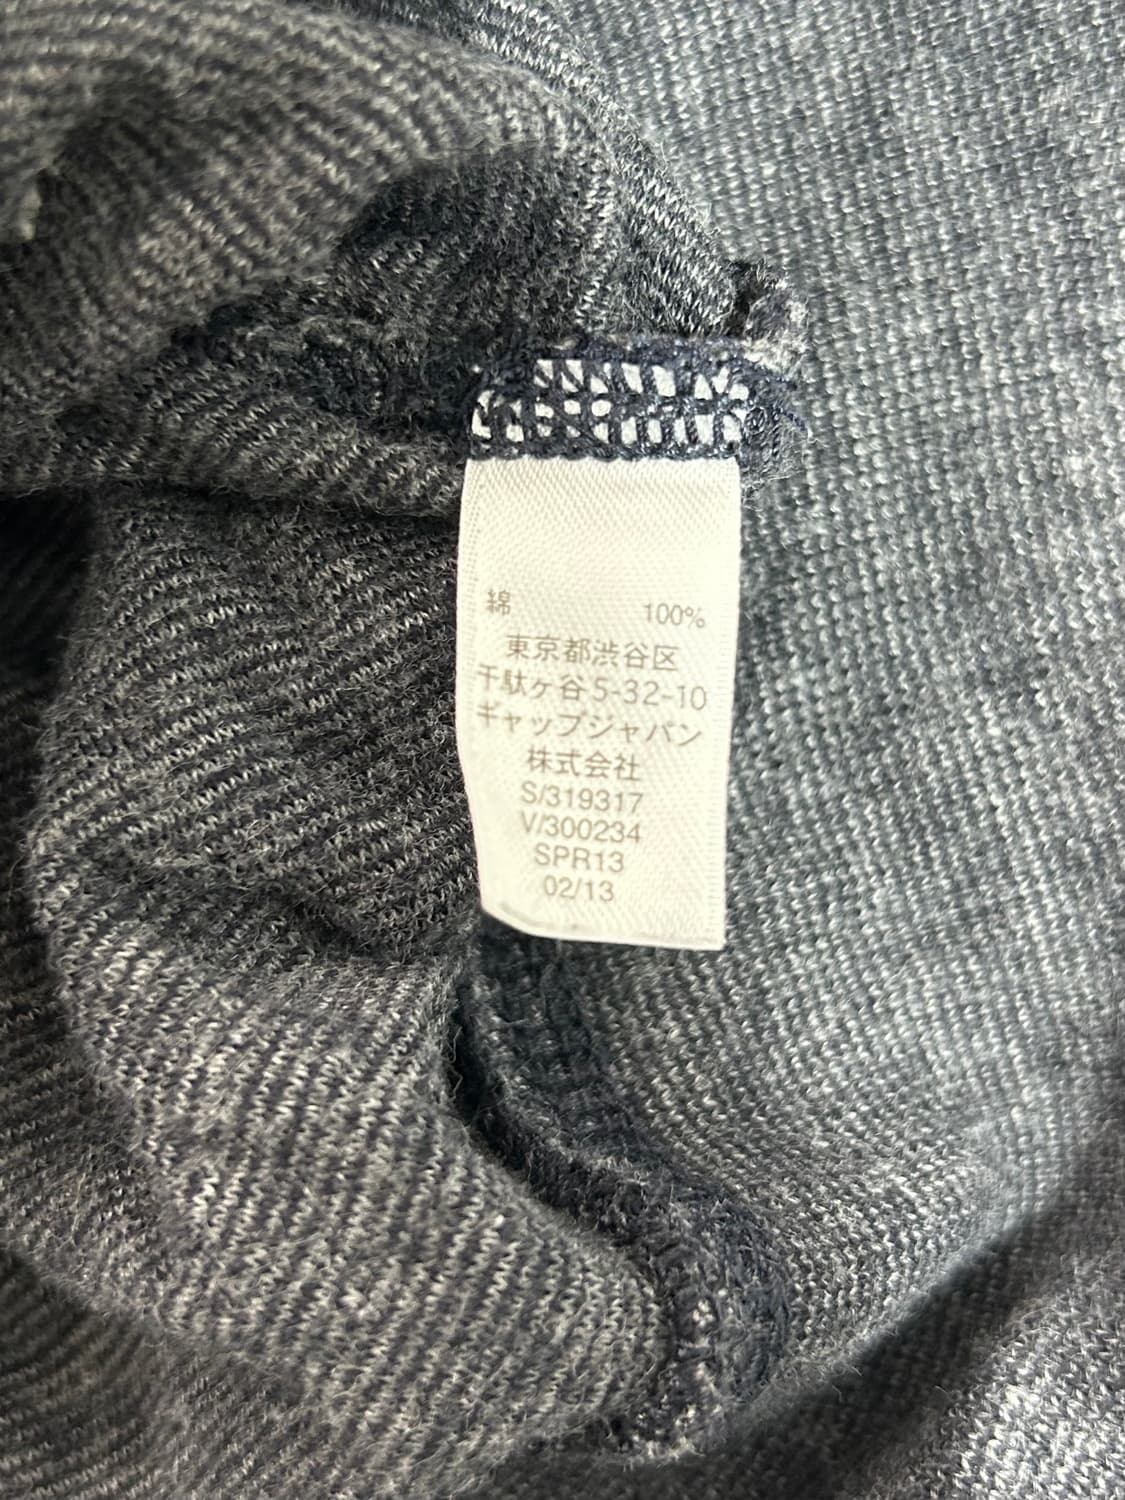 綿 100%
東京都渋谷区
千駄ヶ谷5-32-10
ギャップジャパン
株式会社
S/319317
V/300234
SPR13
02/13